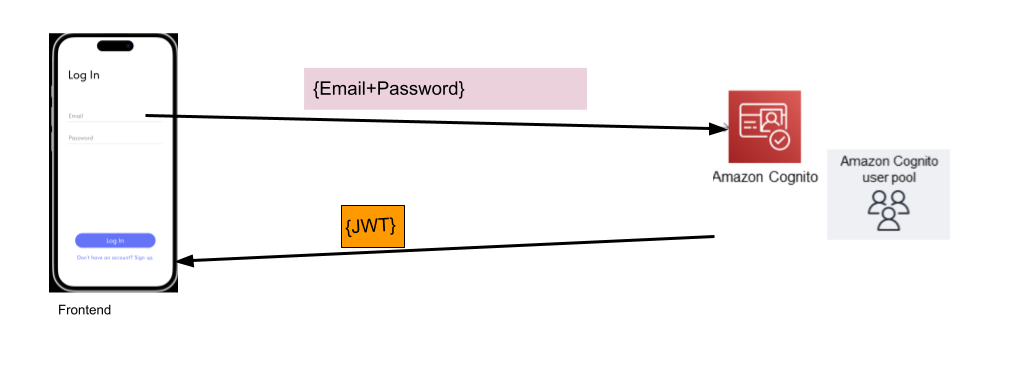 Log In
Email
Password
Log In
Don't have an account? Sign up
Frontend
{Email+Password}
{JWT}
Amazon Cognito
Amazon Cognito
user pool